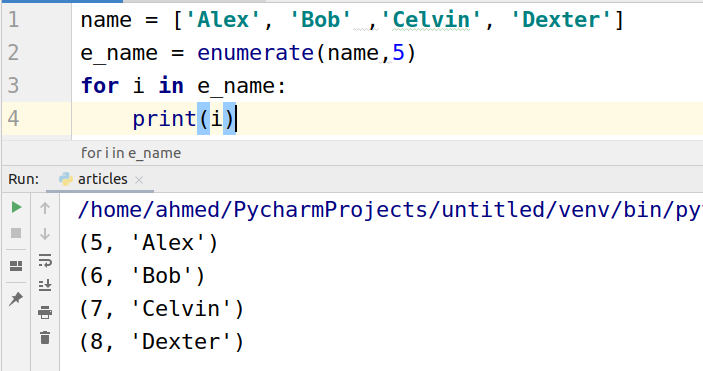 1 name = ['Alex', 'Bob' ,'Celvin', 'Dexter']
2 e_name = enumerate(name,5)
3 for i in e_name:
4     print(i)
for i in e_name
Run: articles ×
/home/ahmed/PycharmProjects/untitled/venv/bin/py
(5, 'Alex')
(6, 'Bob')
(7, 'Celvin')
(8, 'Dexter')